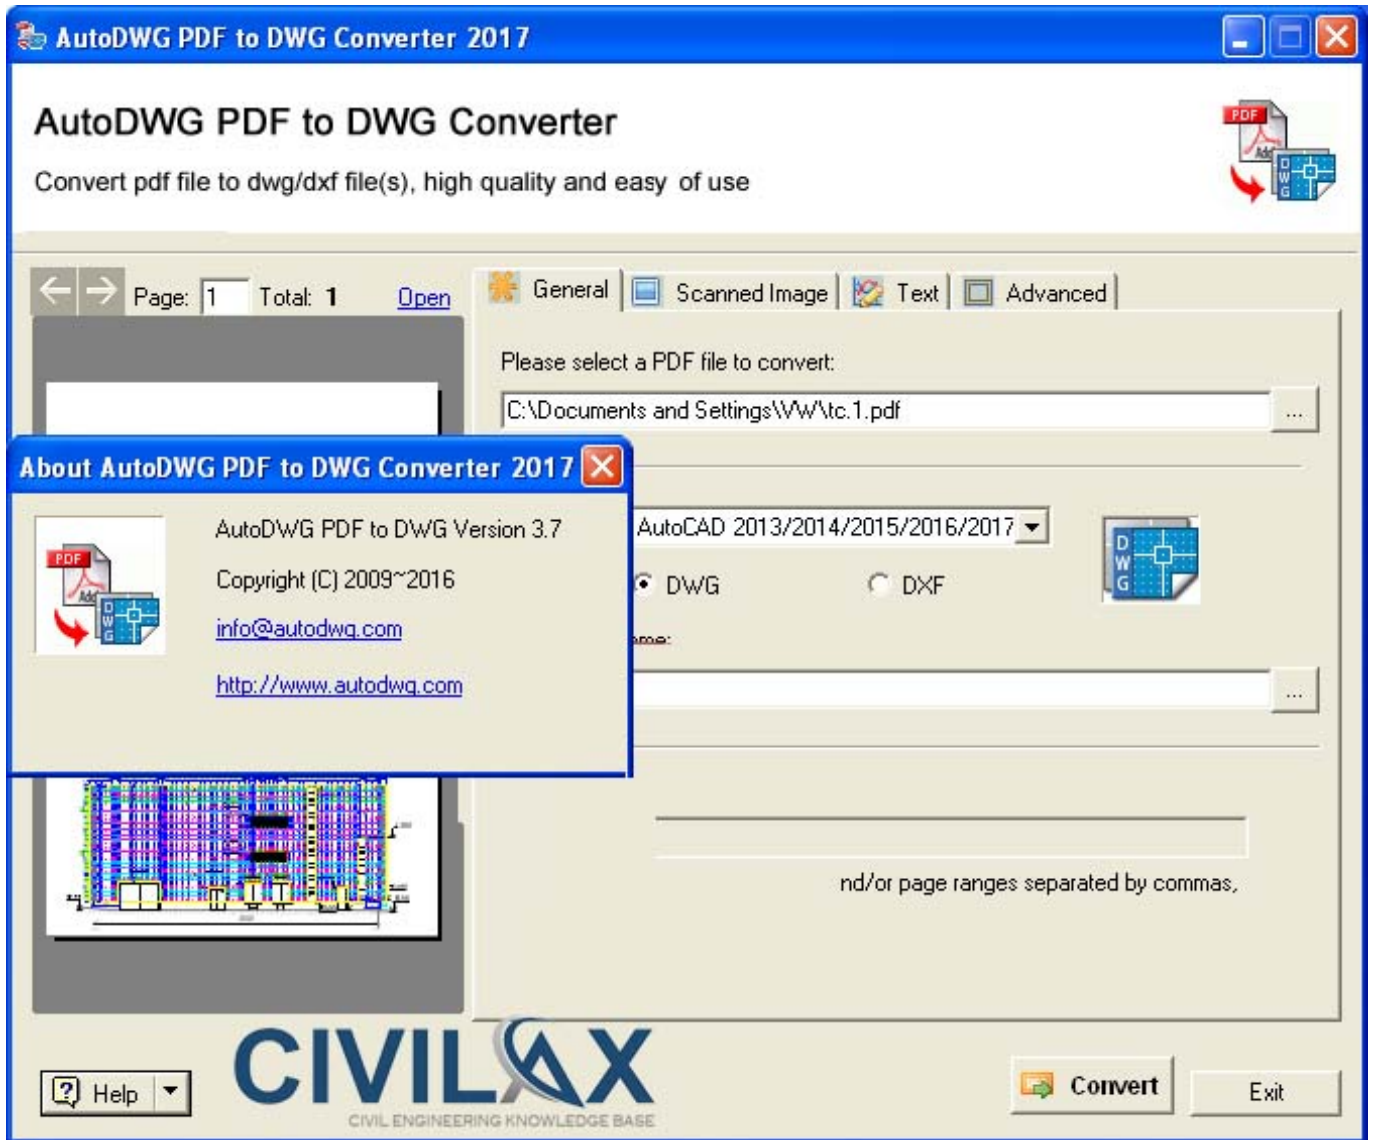 AutoDWG PDF to DWG Converter 2017
AutoDWG PDF to DWG Converter
Convert pdf file to dwg/dxf file(s), high quality and easy of use
PDF
DWG
Page: 1 Total: 1 Open
General Scanned Image Text Advanced
Please select a PDF file to convert:
C:\Documents and Settings\VW\tc.1.pdf
...
About AutoDWG PDF to DWG Converter 2017
AutoDWG PDF to DWG Version 3.7
Copyright (C) 2009~2016
info@autodwg.com
http://www.autodwg.com
PDF
DWG
AutoCAD 2013/2014/2015/2016/2017
DWG DXF
DWG
ame:
...
nd/or page ranges separated by commas,
Help
CIVILAX
CIVIL ENGINEERING KNOWLEDGE BASE
Convert
Exit